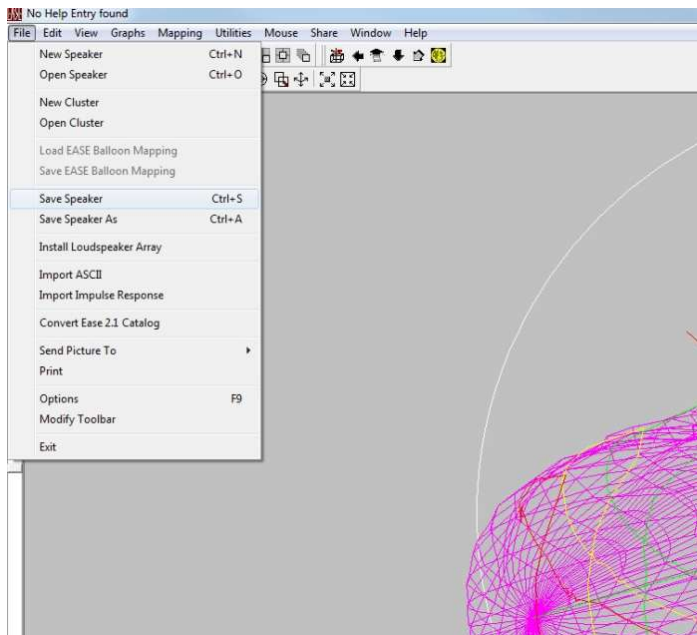 No Help Entry found
File Edit View Graphs Mapping Utilities Mouse Share Window Help
New Speaker Ctrl+N
Open Speaker Ctrl+O
New Cluster
Open Cluster
Load EASE Balloon Mapping
Save EASE Balloon Mapping
Save Speaker Ctrl+S
Save Speaker As Ctrl+A
Install Loudspeaker Array
Import ASCII
Import Impulse Response
Convert Ease 2.1 Catalog
Send Picture To
Print
Options F9
Modify Toolbar
Exit